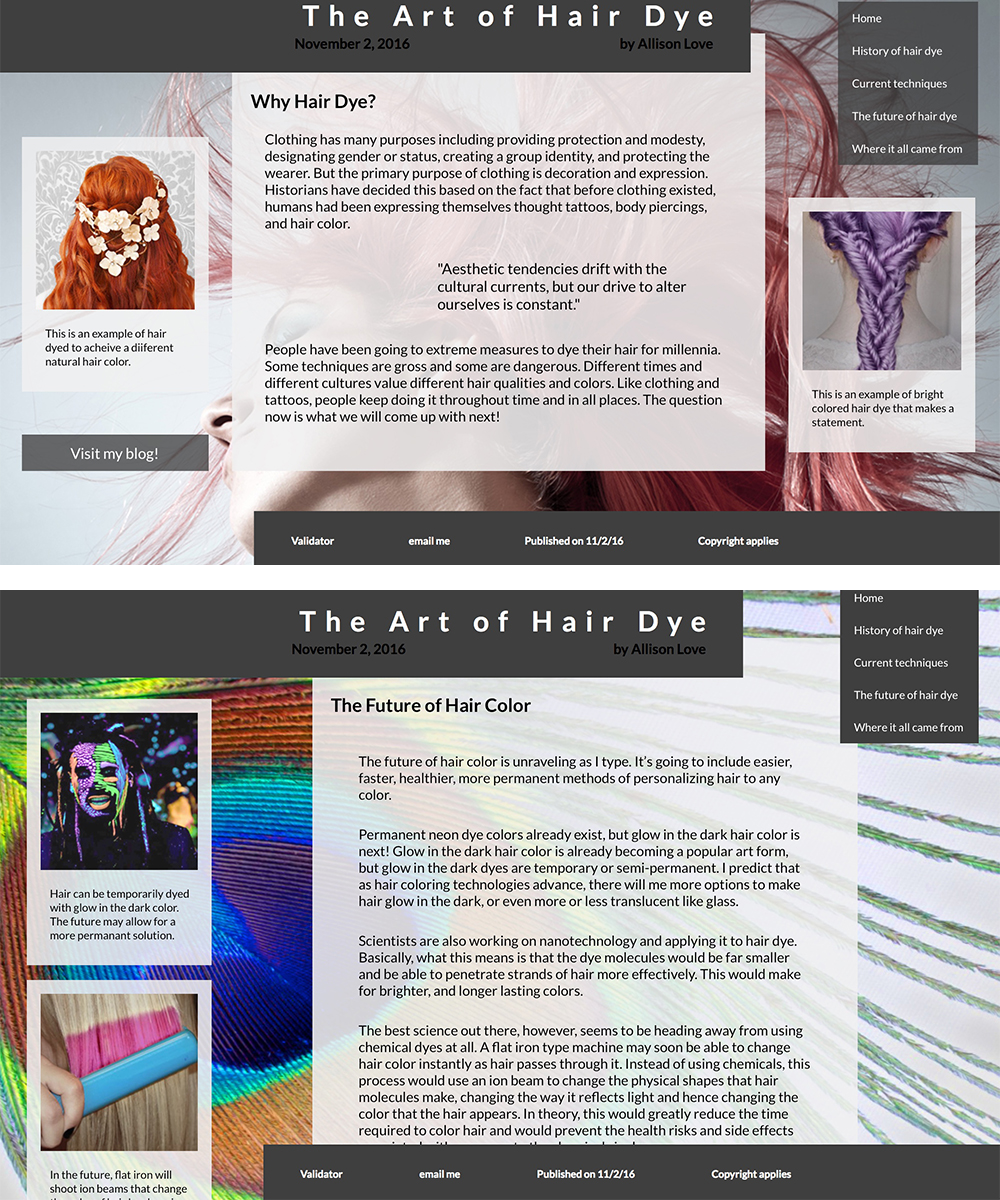 The Art of Hair Dye
November 2, 2016
by Allison Love
Home
History of hair dye
Current techniques
The future of hair dye
Where it all came from
Why Hair Dye?
Clothing has many purposes including providing protection and modesty,
designating gender or status, creating a group identity, and protecting the
wearer. But the primary purpose of clothing is decoration and expression.
Historians have decided this based on the fact that before clothing existed,
humans had been expressing themselves thought tattoos, body piercings,
and hair color.
"Aesthetic tendencies drift with the
cultural currents, but our drive to alter
ourselves is constant."
People have been going to extreme measures to dye their hair for millennia.
Some techniques are gross and some are dangerous. Different times and
different cultures value different hair qualities and colors. Like clothing and
tattoos, people keep doing it throughout time and in all places. The question
now is what we will come up with next!
This is an example of hair
dyed to acheive a diifferent
natural hair color.
Visit my blog!
This is an example of bright
colored hair dye that makes a
statement.
Validator
email me
Published on 11/2/16
Copyright applies
The Art of Hair Dye
November 2, 2016
by Allison Love
Home
History of hair dye
Current techniques
The future of hair dye
Where it all came from
The Future of Hair Color
The future of hair color is unraveling as I type. It's going to include easier,
faster, healthier, more permanent methods of personalizing hair to any
color.
Permanent neon dye colors already exist, but glow in the dark hair color is
next! Glow in the dark hair color is already becoming a popular art form,
but glow in the dark dyes are temporary or semi-permanent. I predict that
as hair coloring technologies advance, there will me more options to make
hair glow in the dark, or even more or less translucent like glass.
Scientists are also working on nanotechnology and applying it to hair dye.
Basically, what this means is that the dye molecules would be far smaller
and be able to penetrate strands of hair more effectively. This would make
for brighter, and longer lasting colors.
The best science out there, however, seems to be heading away from using
chemical dyes at all. A flat iron type machine may soon be able to change
hair color instantly as hair passes through it. Instead of using chemicals, this
process would use an ion beam to change the physical shapes that hair
molecules make, changing the way it reflects light and hence changing the
color that the hair appears. In theory, this would greatly reduce the time
required to color hair and would prevent the health risks and side effects
Hair can be temporarily dyed
with glow in the dark color.
The future may allow for a
more permanant solution.
In the future, flat iron will
shoot ion beams that change
Validator
email me
Published on 11/2/16
Copyright applies